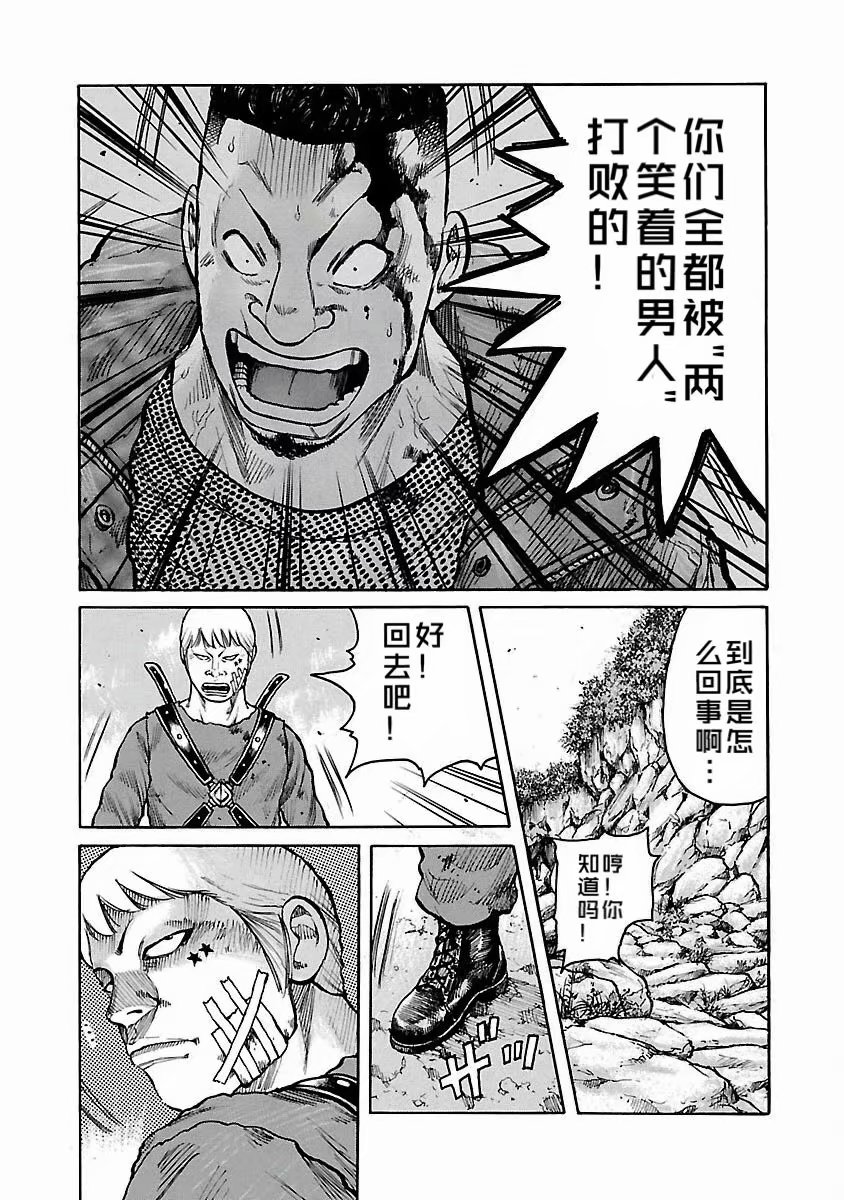 你们全都被“两
个笑着的男人”
打败的！
到底是怎
么回事啊…
哼！你
知道吗！
好！
回去吧！
ザッ